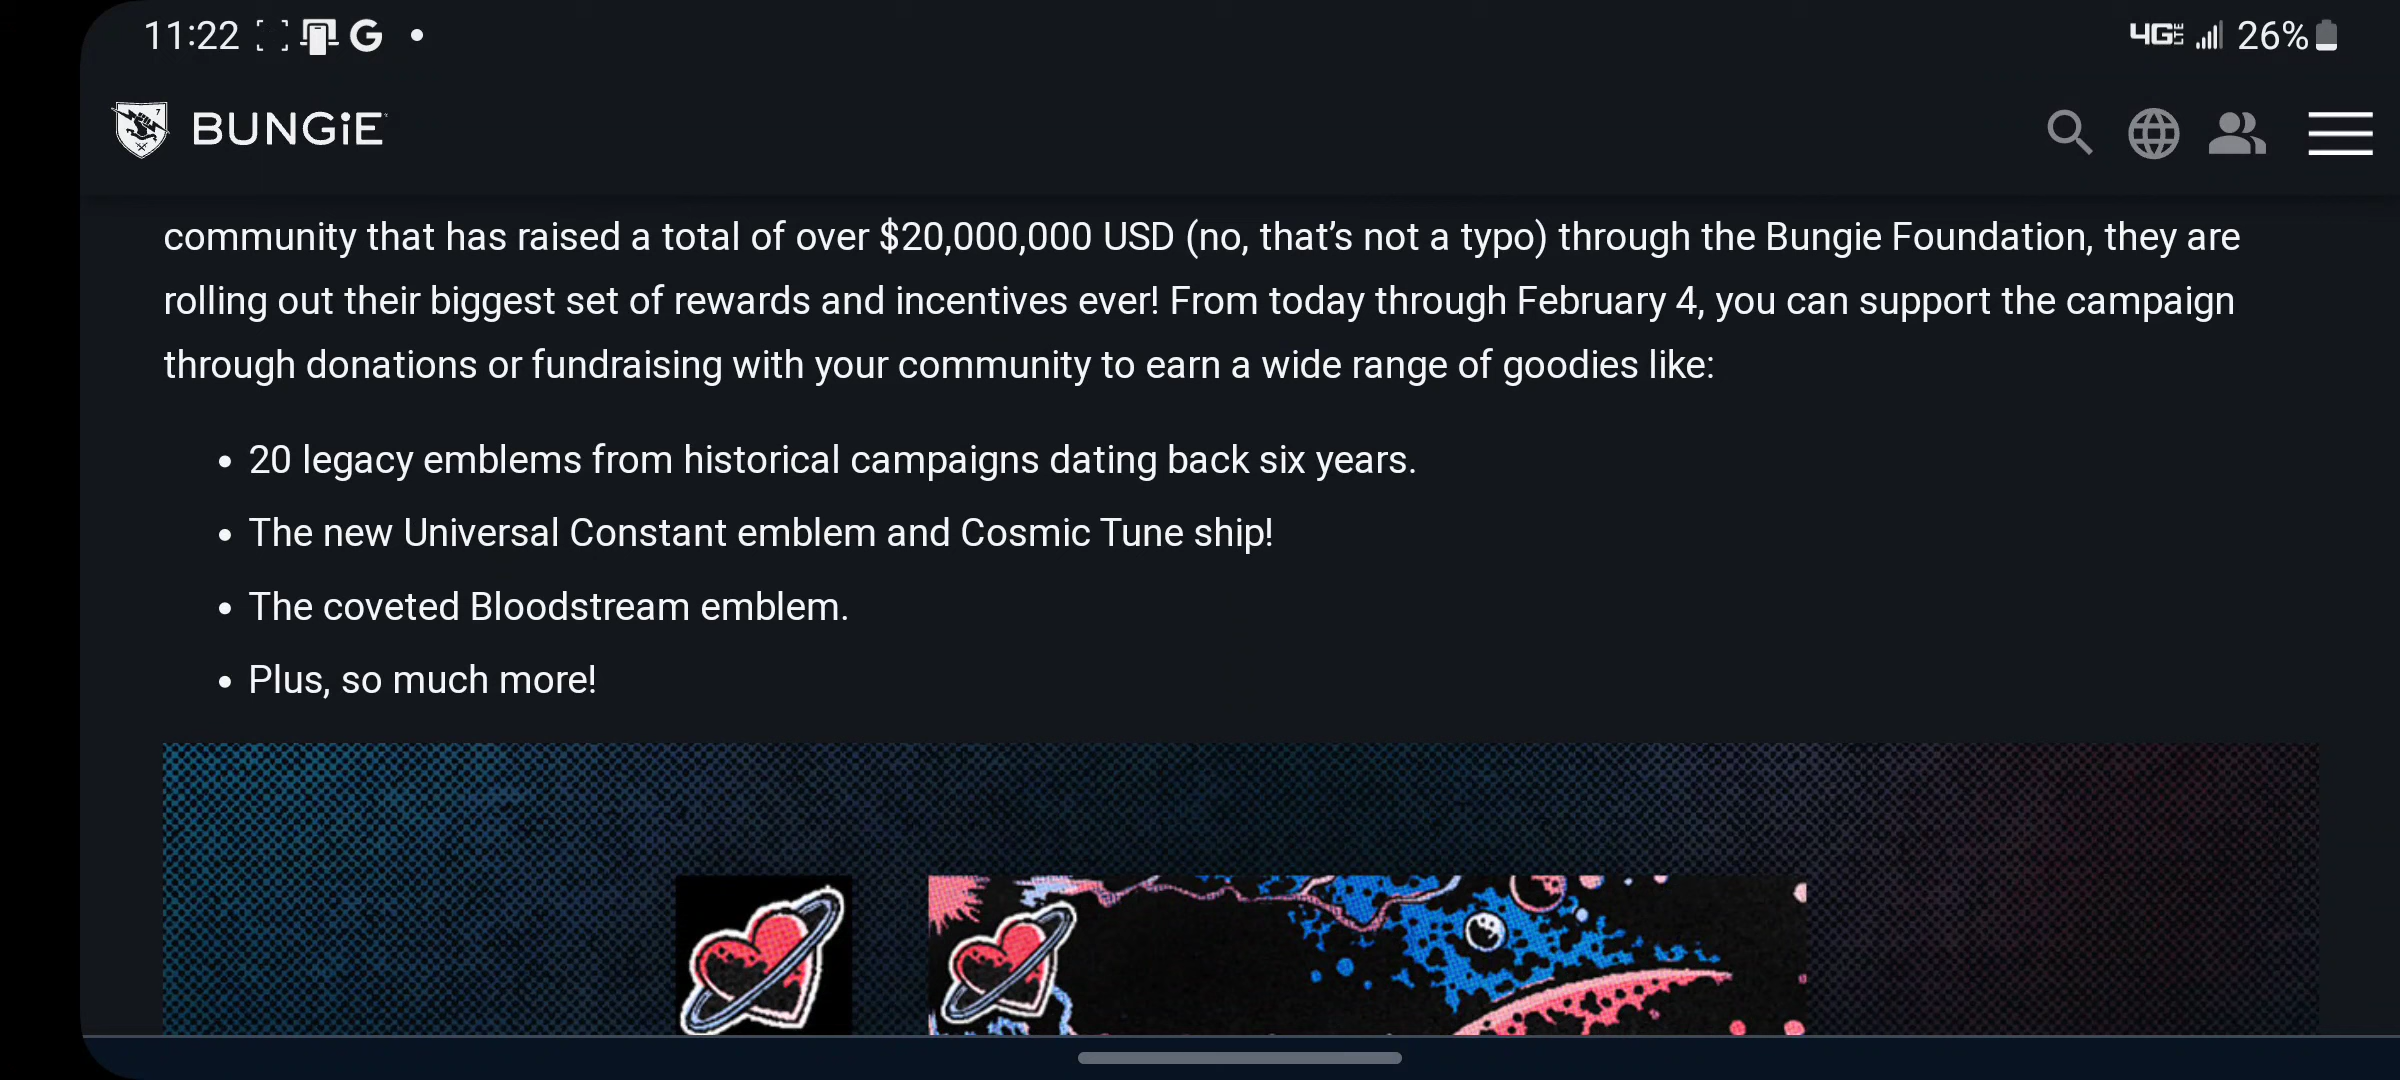 11:22 G • 4G LTE 26%
BUNGiE
community that has raised a total of over $20,000,000 USD (no, that’s not a typo) through the Bungie Foundation, they are
rolling out their biggest set of rewards and incentives ever! From today through February 4, you can support the campaign
through donations or fundraising with your community to earn a wide range of goodies like:
• 20 legacy emblems from historical campaigns dating back six years.
• The new Universal Constant emblem and Cosmic Tune ship!
• The coveted Bloodstream emblem.
• Plus, so much more!